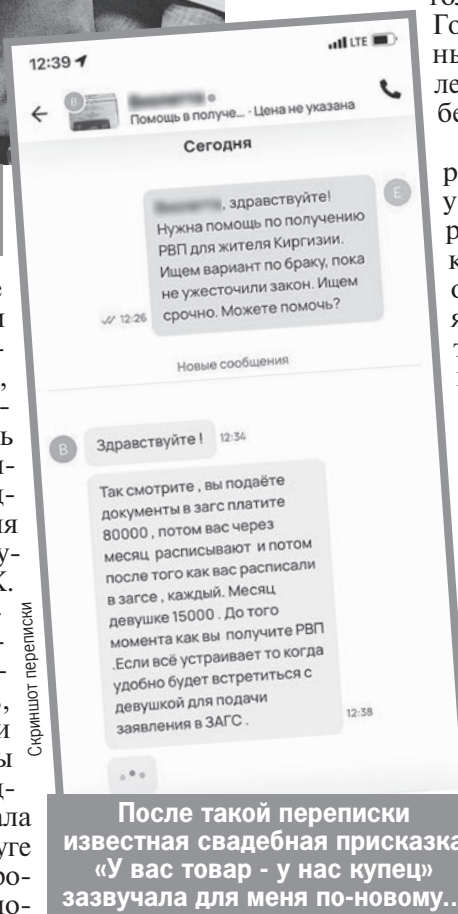 12:39
LTE
В
Помощь в получе... · Цена не указана
Сегодня
, здравствуйте!
Нужна помощь по получению
РВП для жителя Киргизии.
Ищем вариант по браку, пока
не ужесточили закон. Ищем
срочно. Можете помочь?
12:26
Е
Новые сообщения
В
Здравствуйте !
12:34
Так смотрите , вы подаёте
документы в загс платите
80000 , потом вас через
месяц расписывают и потом
после того как вас расписали
в загсе , каждый. Месяц
девушке 15000 . До того
момента как вы получите РВП
.Если всё устраивает то когда
удобно будет встретиться с
девушкой для подачи
заявления в ЗАГС .
12:38
Скриншот переписки
После такой переписки
известная свадебная присказка
«У вас товар - у нас купец»
зазвучала для меня по-новому...